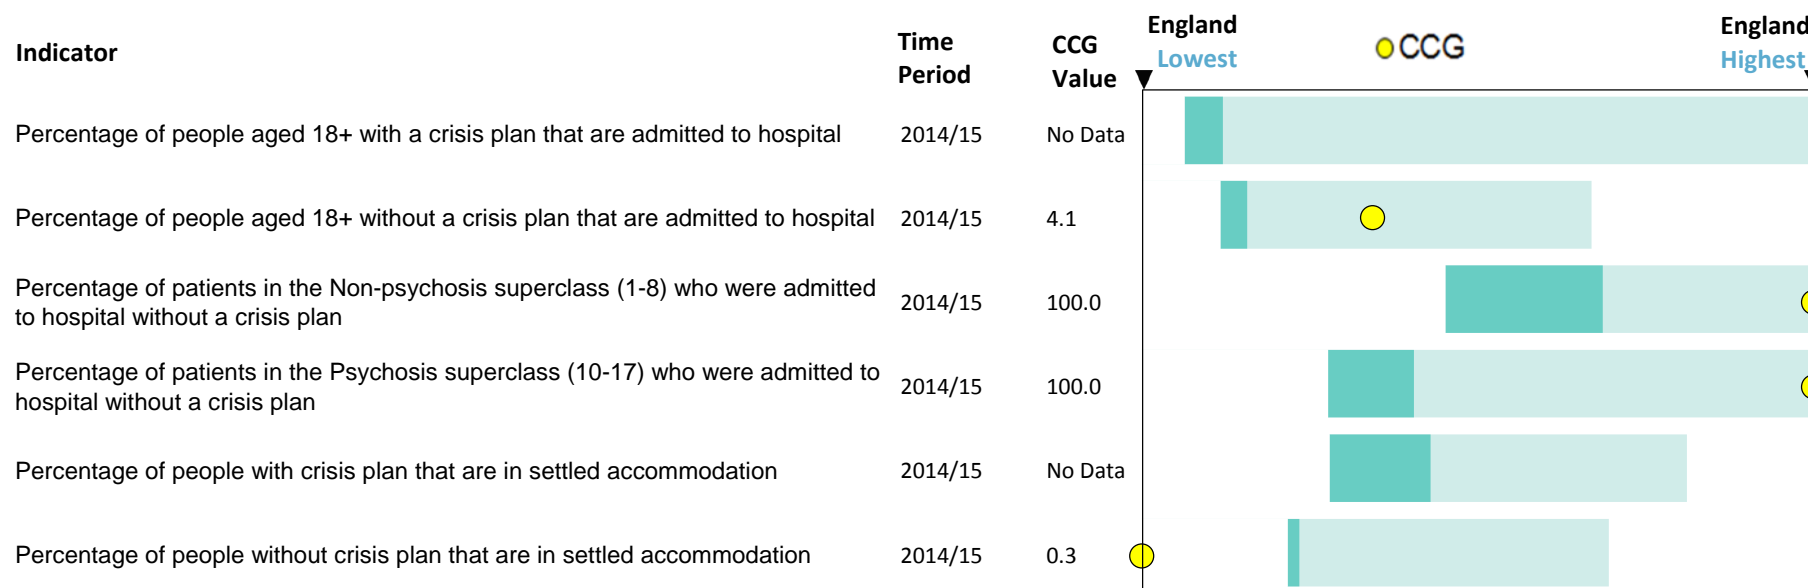 Indicator
Time Period
CCG Value
England Lowest
CCG
England Highest
Percentage of people aged 18+ with a crisis plan that are admitted to hospital 2014/15 No Data
Percentage of people aged 18+ without a crisis plan that are admitted to hospital 2014/15 4.1
Percentage of patients in the Non-psychosis superclass (1-8) who were admitted
to hospital without a crisis plan 2014/15 100.0
Percentage of patients in the Psychosis superclass (10-17) who were admitted to
hospital without a crisis plan 2014/15 100.0
Percentage of people with crisis plan that are in settled accommodation 2014/15 No Data
Percentage of people without crisis plan that are in settled accommodation 2014/15 0.3